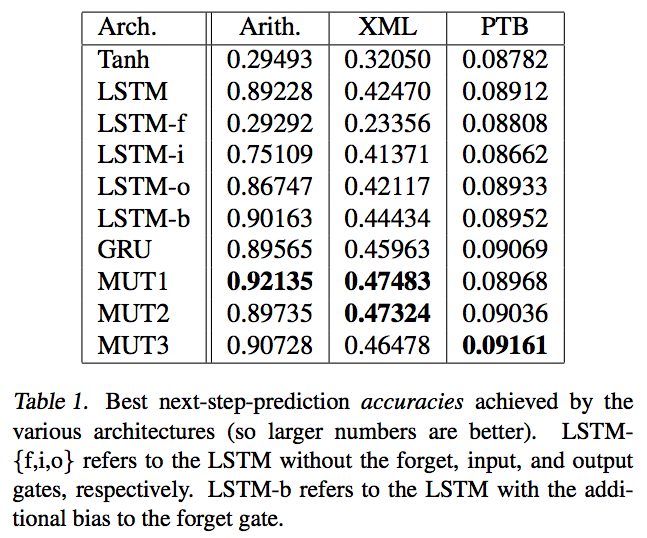 Arch. Arith. XML PTB
Tanh 0.29493 0.32050 0.08782
LSTM 0.89228 0.42470 0.08912
LSTM-f 0.29292 0.23356 0.08808
LSTM-i 0.75109 0.41371 0.08662
LSTM-o 0.86747 0.42117 0.08933
LSTM-b 0.90163 0.44434 0.08952
GRU 0.89565 0.45963 0.09069
MUT1 0.92135 0.47483 0.08968
MUT2 0.89735 0.47324 0.09036
MUT3 0.90728 0.46478 0.09161
Table 1. Best next-step-prediction accuracies achieved by the
various architectures (so larger numbers are better). LSTM-
{f,i,o} refers to the LSTM without the forget, input, and output
gates, respectively. LSTM-b refers to the LSTM with the addi-
tional bias to the forget gate.